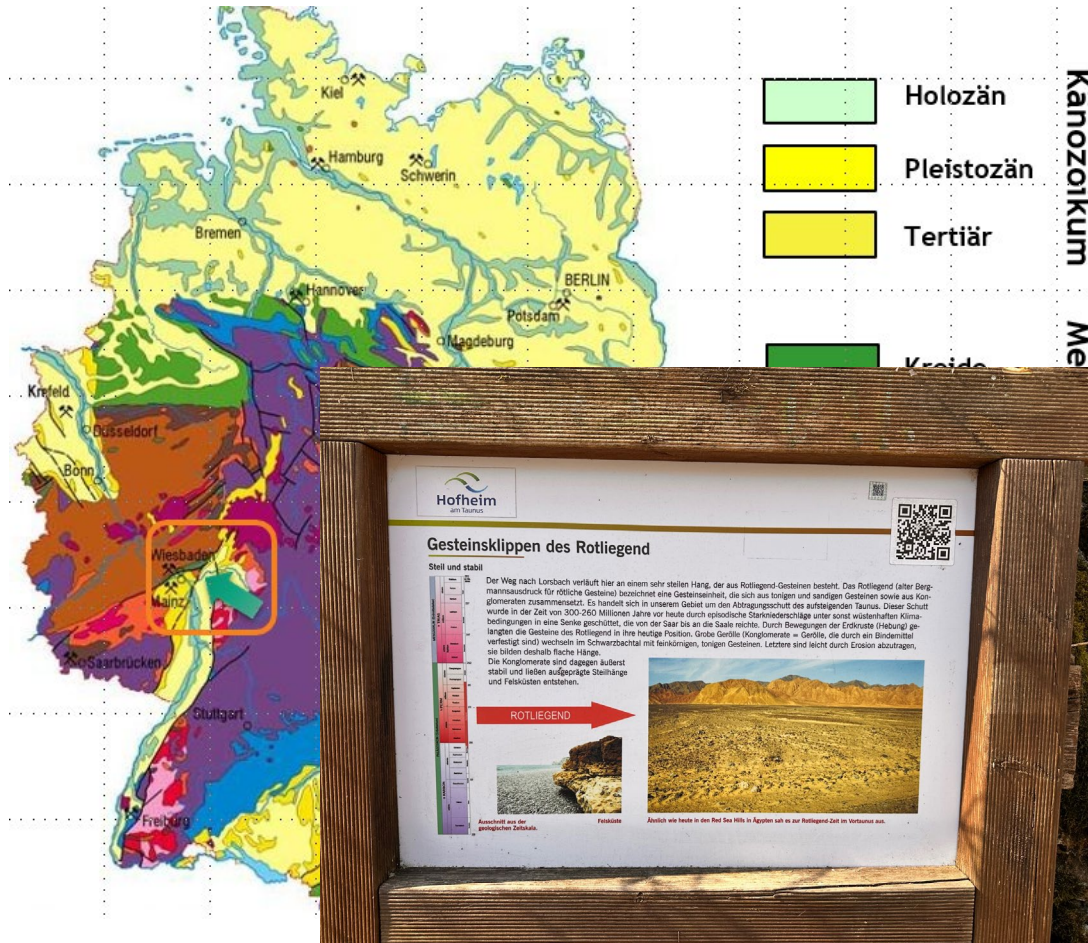 Kiel
Hamburg
Schwerin
Bremen
BERLIN
Hannover
Potsdam
Magdeburg
Krefeld
Düsseldorf
Bonn
Wiesbaden
Mainz
Saarbrücken
Stuttgart
Freiburg
Holozän
Pleistozän
Tertiär
Kreide
Känozoikum
Me
Hofheim
am Taunus
Gesteinsklippen des Rotliegend
Steil und stabil
Der Weg nach Lorsbach verläuft hier an einem sehr steilen Hang, der aus Rotliegend-Gesteinen besteht. Das Rotliegend (alter Berg-
mannsausdruck für rötliche Gesteine) bezeichnet eine Gesteinseinheit, die sich aus tonigen und sandigen Gesteinen sowie aus Kon-
glomeraten zusammensetzt. Es handelt sich in unserem Gebiet um den Abtragungsschutt des aufsteigenden Taunus. Dieser Schutt
wurde in der Zeit von 300-260 Millionen Jahre vor heute durch episodische Starkniederschläge unter sonst wüstenhaften Klima-
bedingungen in eine Senke geschüttet, die von der Saar bis an die Saale reichte. Durch Bewegungen der Erdkruste (Hebung) ge-
langten die Gesteine des Rotliegend in ihre heutige Position. Grobe Gerölle (Konglomerate = Gerölle, die durch ein Bindemittel
verfestigt sind) wechseln im Schwarzbachtal mit feinkörnigen, tonigen Gesteinen. Letztere sind leicht durch Erosion abzutragen,
sie bilden deshalb flache Hänge.
Die Konglomerate sind dagegen äußerst
stabil und ließen ausgeprägte Steilhänge
und Felsküsten entstehen.
ROTLIEGEND
Ausschnitt aus der
geologischen Zeitskala.
Felsküste
Ähnlich wie heute in den Red Sea Hills in Ägypten sah es zur Rotliegend-Zeit im Vortaunus aus.